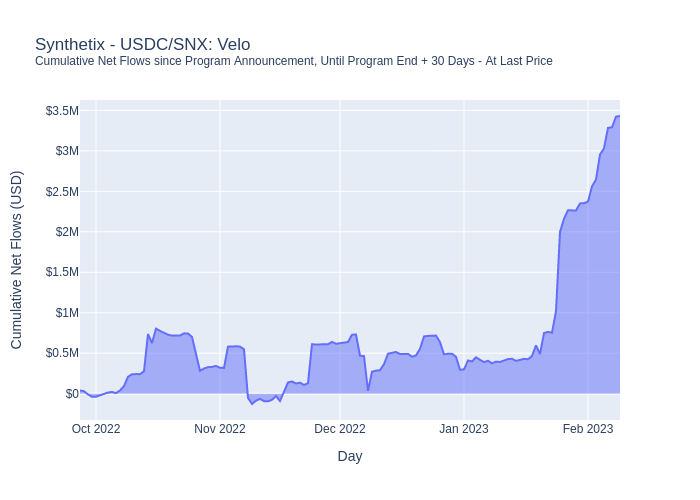 Synthetix - USDC/SNX: Velo
Cumulative Net Flows since Program Announcement, Until Program End + 30 Days - At Last Price
Cumulative Net Flows (USD)
$3.5M
$3M
$2.5M
$2M
$1.5M
$1M
$0.5M
$0
Oct 2022
Nov 2022
Dec 2022
Jan 2023
Feb 2023
Day